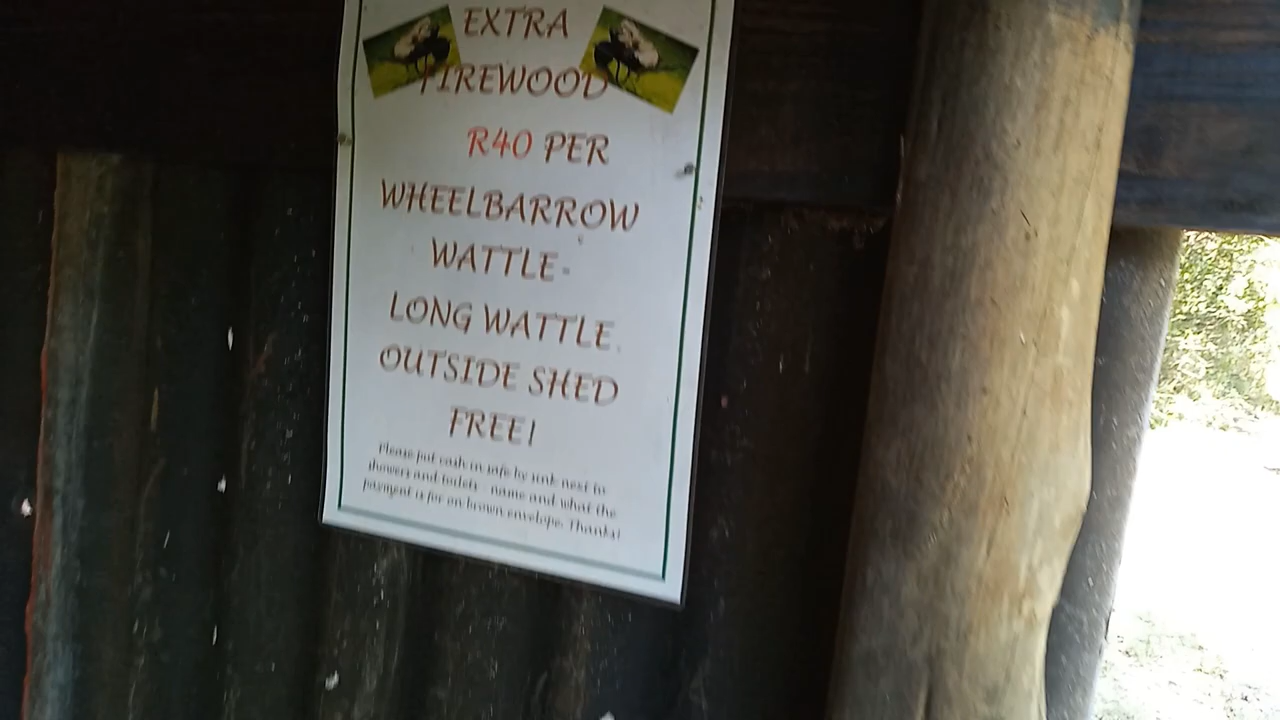 EXTRA
FIREWOOD
R40 PER
WHEELBARROW
WATTLE-
LONG WATTLE
OUTSIDE SHED
FREE!
Please put cash in safe by sink next to
showers and toilets - name and what the
payment is for on brown envelope. Thanks!